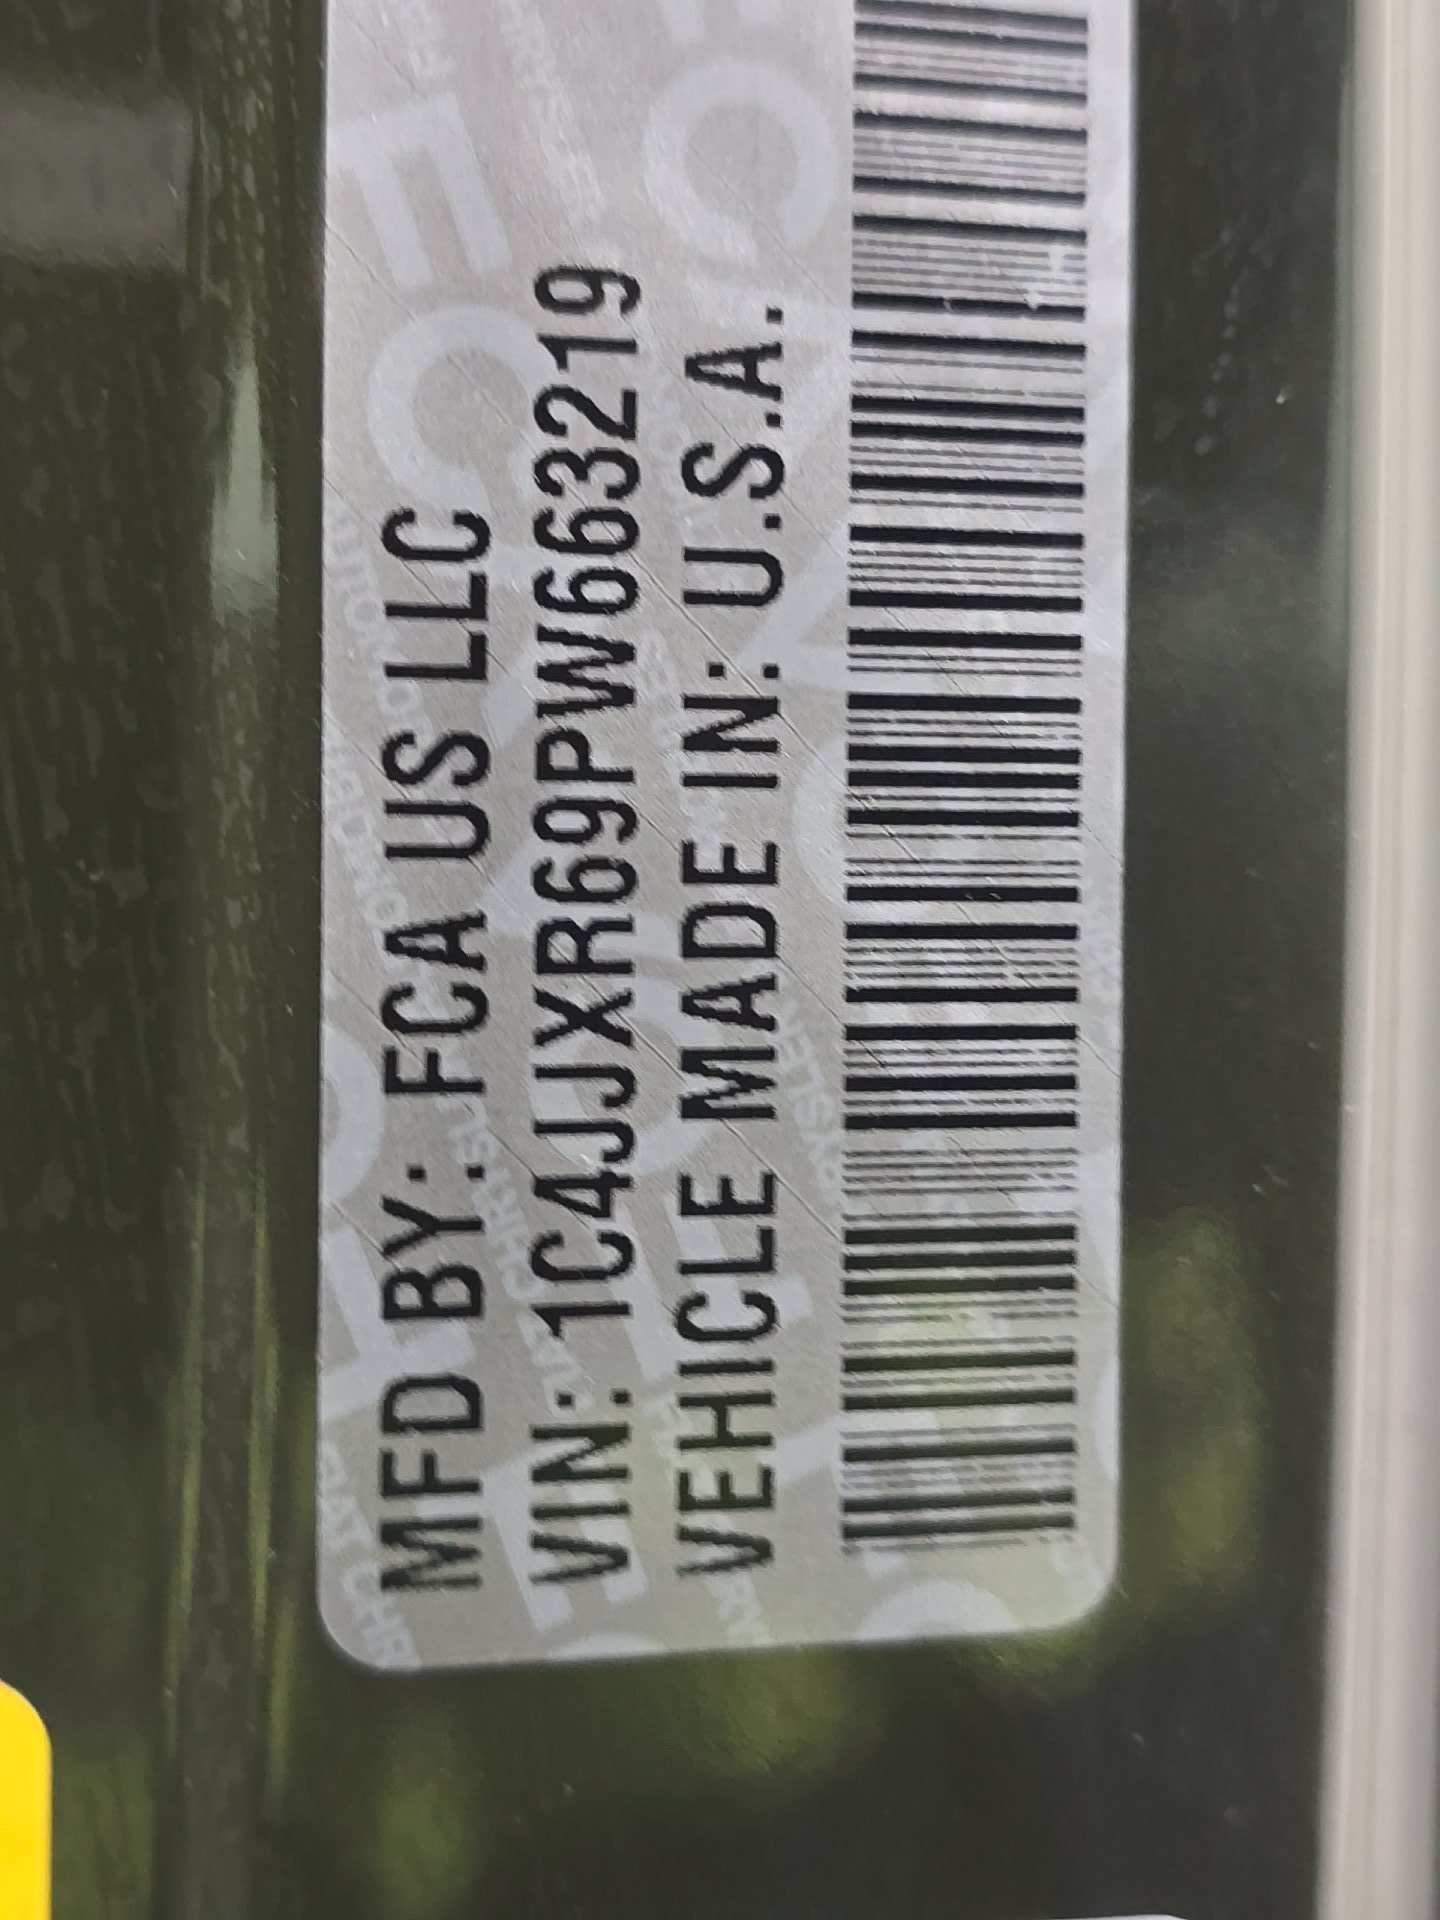 MFD BY: FCA US LLC
VIN: 1C4JJXR69PW663219
VEHICLE MADE IN: U.S.A.